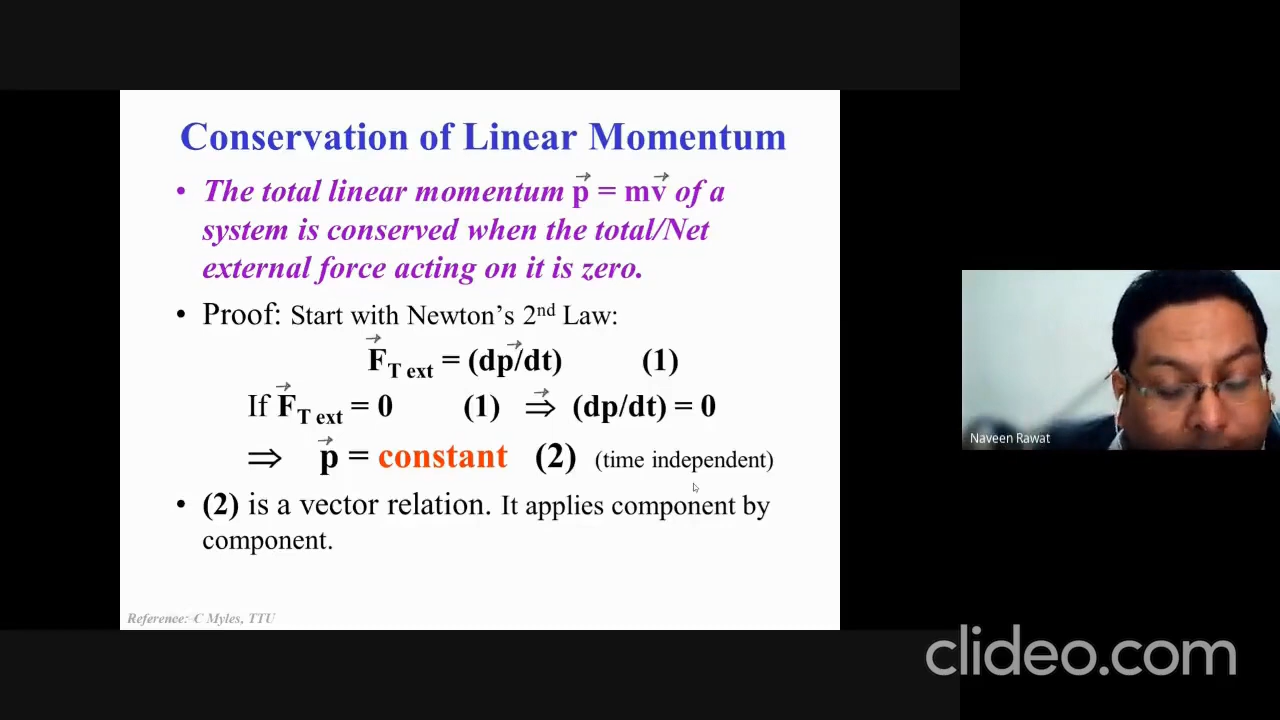 Conservation of Linear Momentum
• The total linear momentum p⃗ = mv⃗ of a
system is conserved when the total/Net
external force acting on it is zero.
• Proof: Start with Newton's 2nd Law:
F⃗T ext = (dp⃗/dt) (1)
If F⃗T ext = 0 (1) ⇒⃗ (dp/dt) = 0
⇒ p⃗ = constant (2) (time independent)
• (2) is a vector relation. It applies component by
component.
Reference:- C Myles, TTU
Naveen Rawat
clideo.com